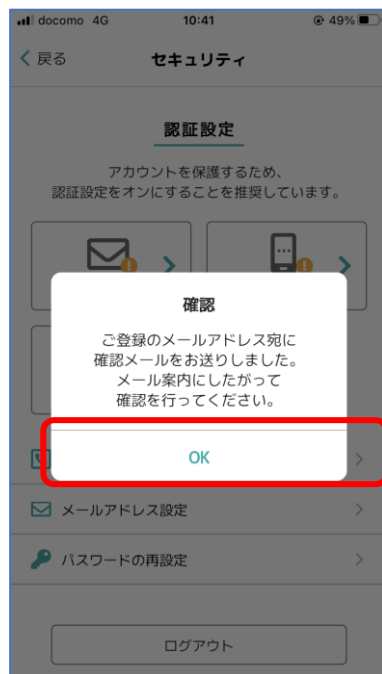 docomo 4G 10:41 49%
戻る セキュリティ
認証設定
アカウントを保護するため、
認証設定をオンにすることを推奨しています。
確認
ご登録のメールアドレス宛に
確認メールをお送りしました。
メール案内にしたがって
確認を行ってください。
OK
メールアドレス設定
パスワードの再設定
ログアウト